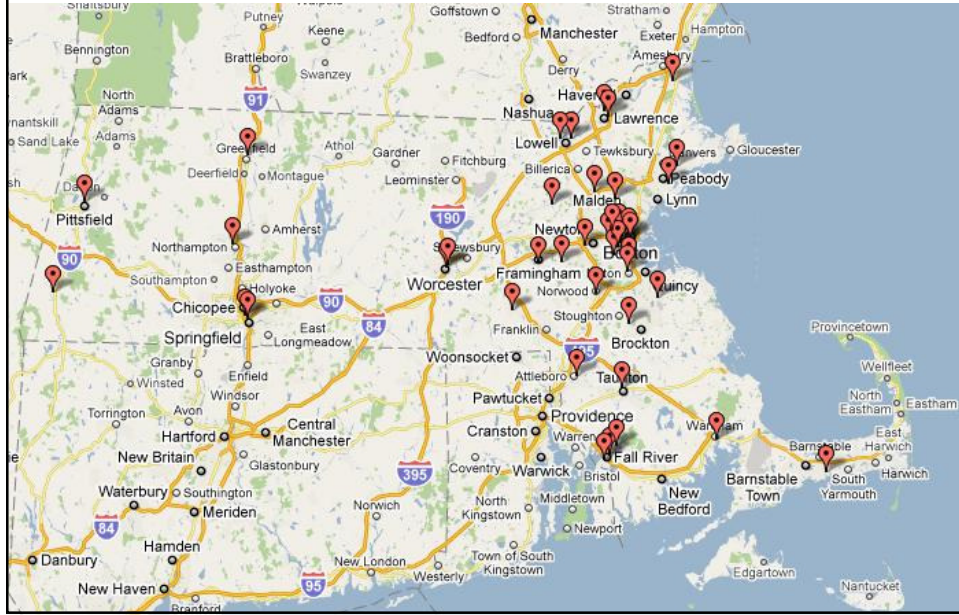 Shaftsbury
Putney
Goffstown
Stratham
Hampton
Keene
Bedford
Manchester
Exeter
Bennington
Brattleboro
Swanzey
Derry
Amesbury
91
Nashua
Haver
Lawrence
North
Adams
Adams
Sand Lake
Lowell
Tewksbury
Gloucester
Greenfield
Athol
Gardner
Fitchburg
Billerica
Deerfield
Montague
Leominster
Peabody
Pittsfield
Malden
Lynn
190
Northampton
Amherst
Newton
90
Easthampton
Worcester
Framingham
Quincy
Southampton
Holyoke
Norwood
Chicopee
90
Stoughton
Springfield
84
Franklin
Brockton
East
Longmeadow
Provincetown
Granby
Woonsocket
Winsted
Enfield
Attleboro
Taunton
Wellfleet
Windsor
Pawtucket
North
Eastham
Eastham
Torrington
Avon
Central
Manchester
Providence
Hartford
Cranston
East
Harwich
Glastonbury
Fall River
Barnstable
New Britain
Coventry
Warwick
Bristol
Harwich
395
Barnstable
Town
South
Yarmouth
Waterbury
Southington
New
Bedford
Meriden
Norwich
North
Kingstown
Middletown
84
Newport
Hamden
Danbury
New London
Town of South
Kingstown
Edgartown
New Haven
95
Westerly
Branford
Nantucket